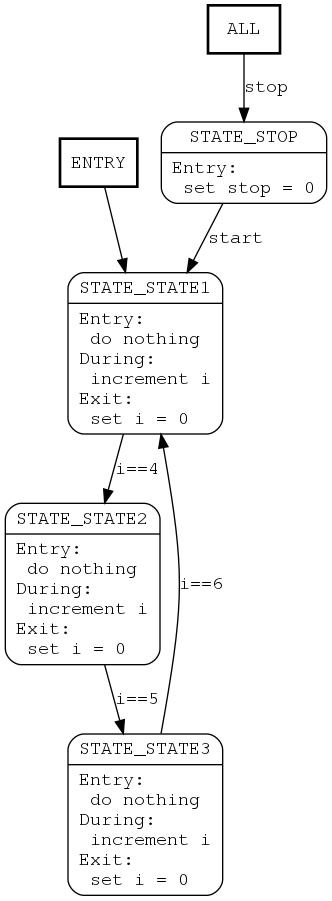 ALL
stop
STATE_STOP
Entry:
set stop = 0
ENTRY
start
STATE_STATE1
Entry:
do nothing
During:
increment i
Exit:
set i = 0
i==4
STATE_STATE2
Entry:
do nothing
During:
increment i
Exit:
set i = 0
i==6
i==5
STATE_STATE3
Entry:
do nothing
During:
increment i
Exit:
set i = 0